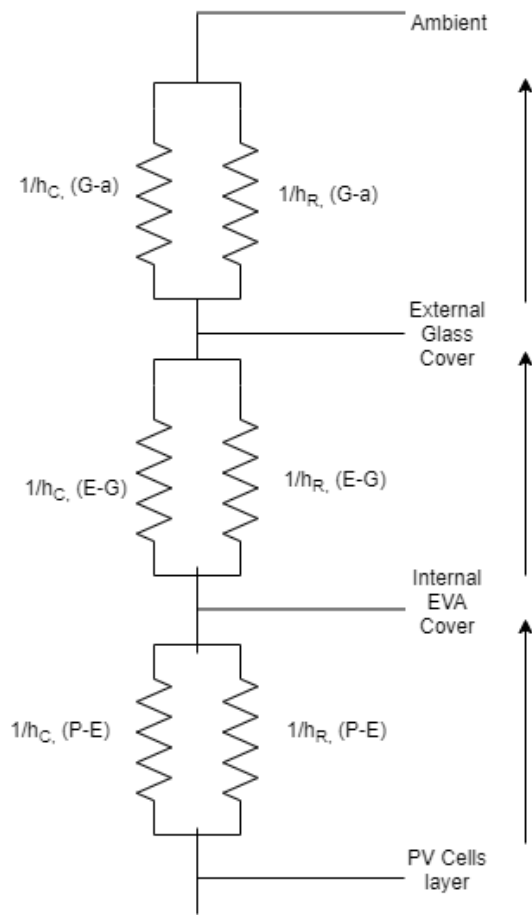 Ambient
1/hC, (G-a)
1/hR, (G-a)
External
Glass
Cover
1/hC, (E-G)
1/hR, (E-G)
Internal
EVA
Cover
1/hC, (P-E)
1/hR, (P-E)
PV Cells
layer